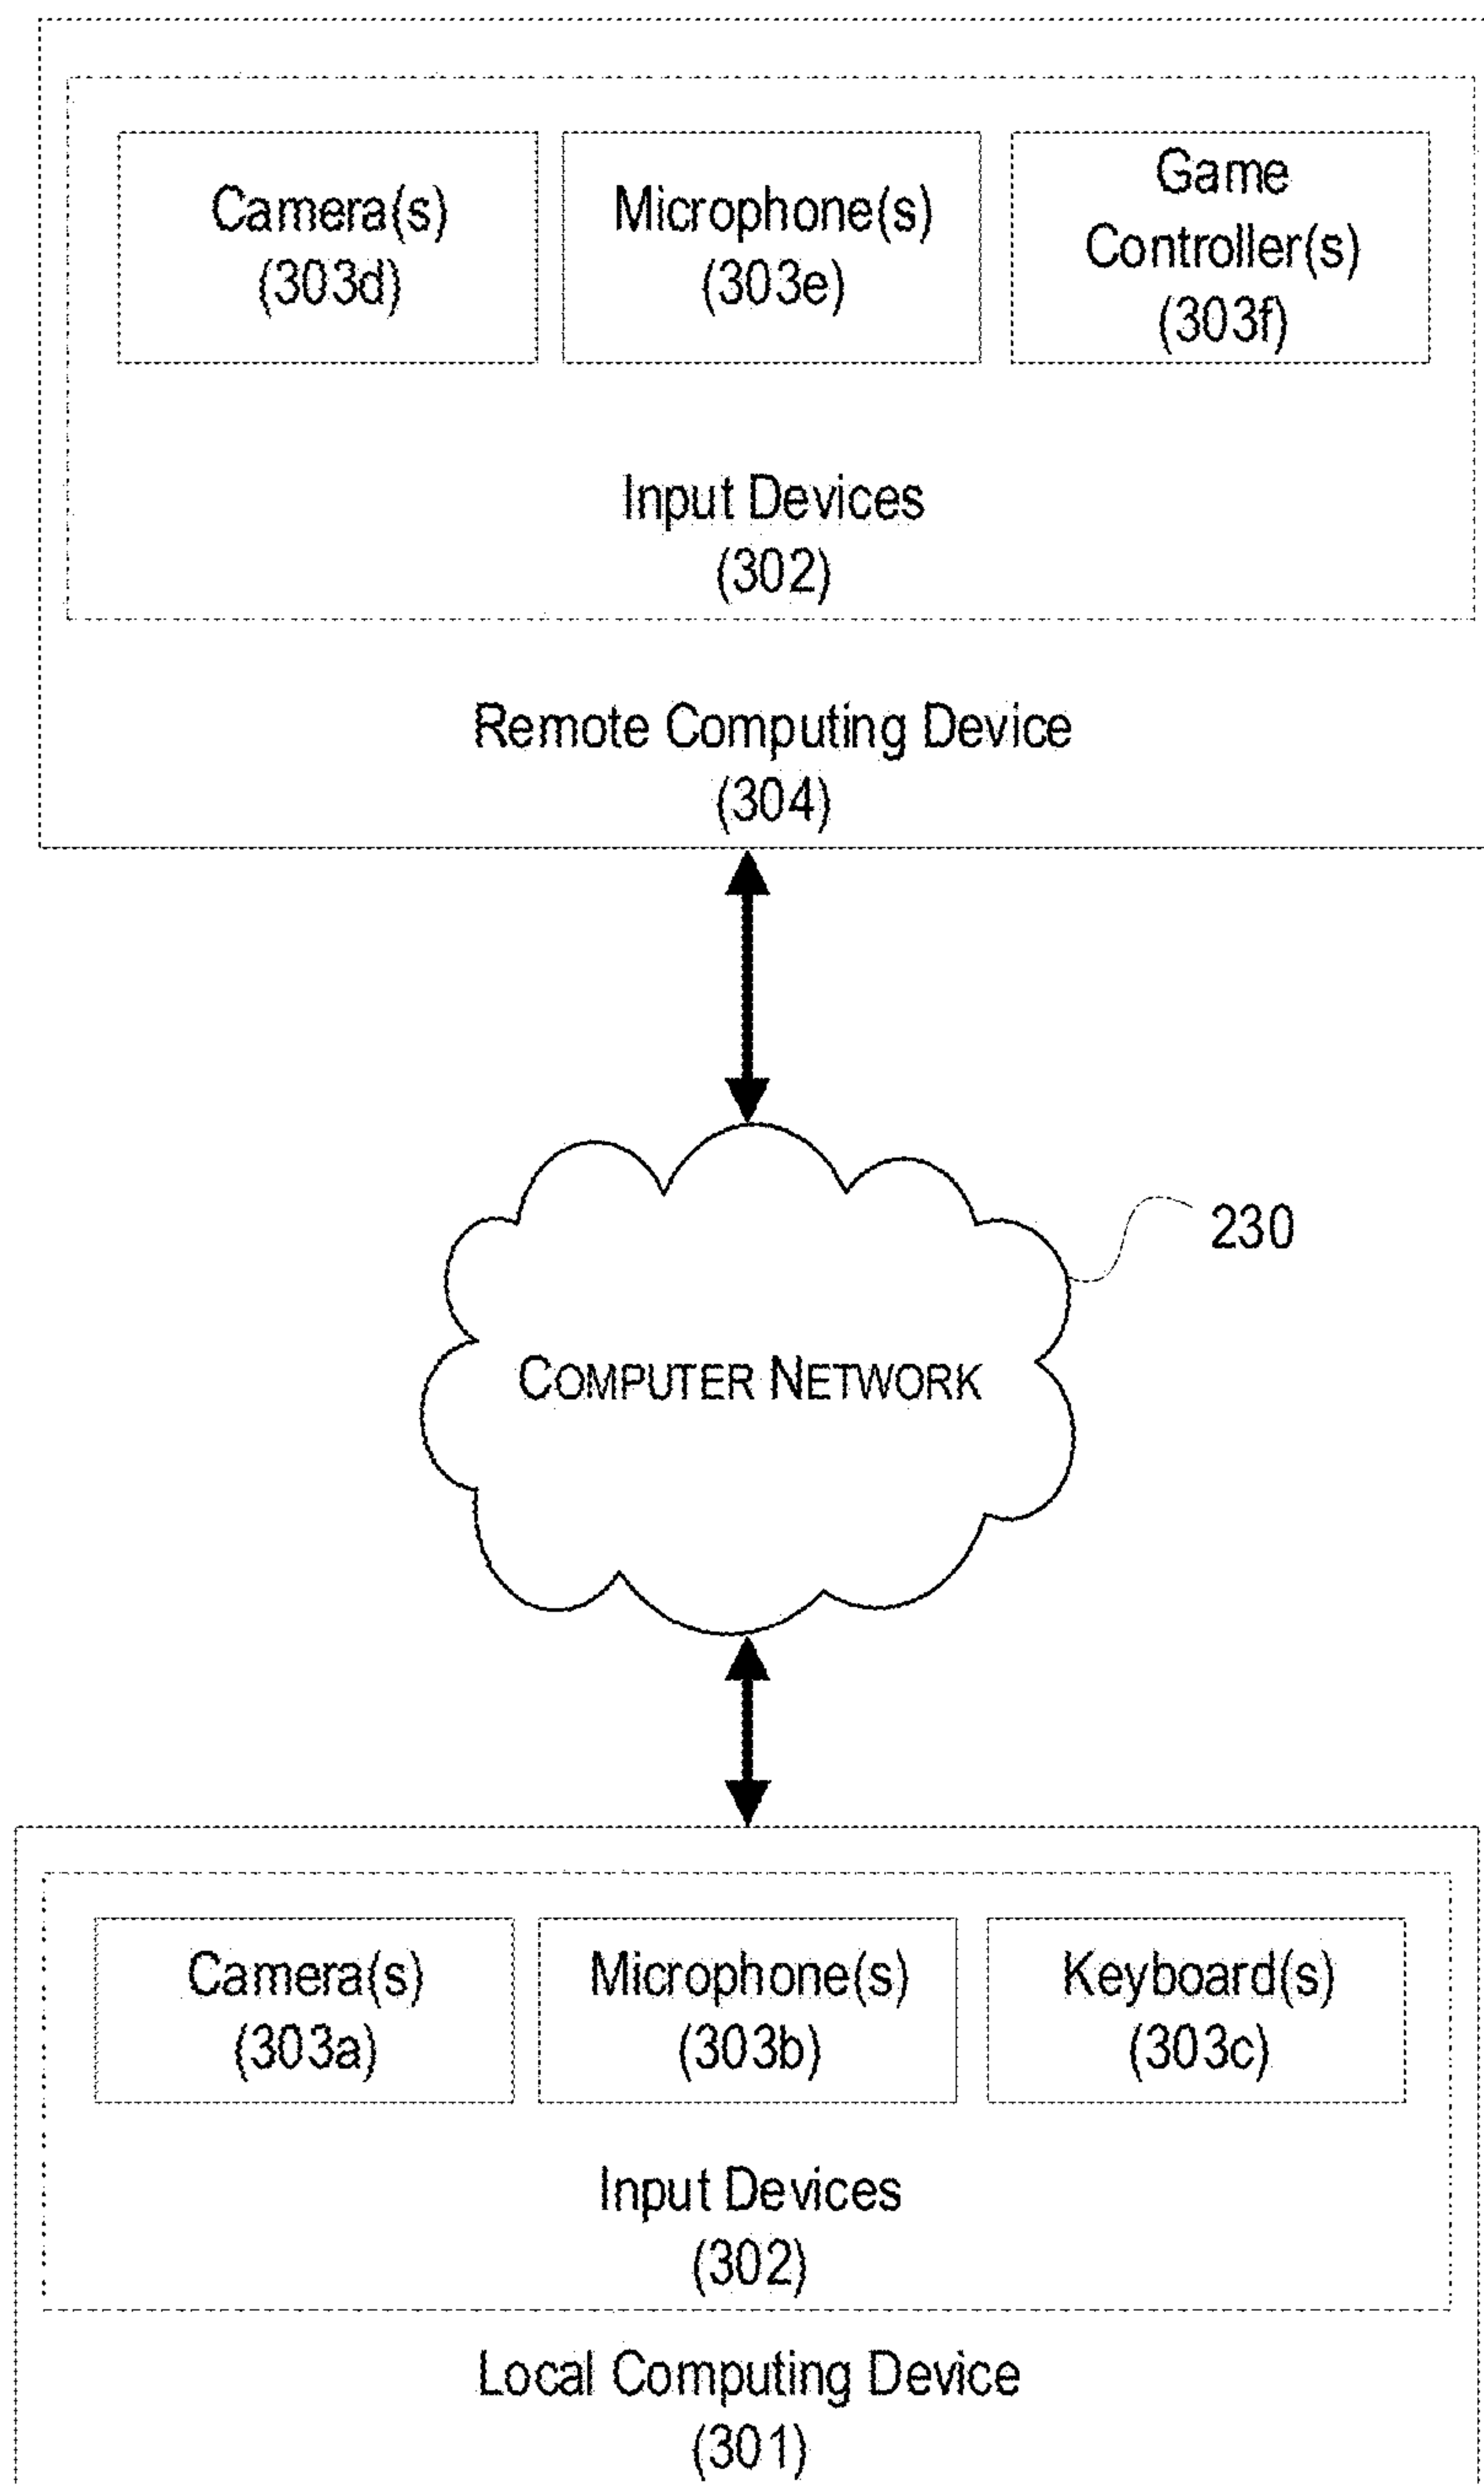 Camera(s)
(303d)
Microphone(s)
(303e)
Game
Controller(s)
(303f)
Input Devices
(302)
Remote Computing Device
(304)
230
COMPUTER NETWORK
Camera(s)
(303a)
Microphone(s)
(303b)
Keyboard(s)
(303c)
Input Devices
(302)
Local Computing Device
(301)